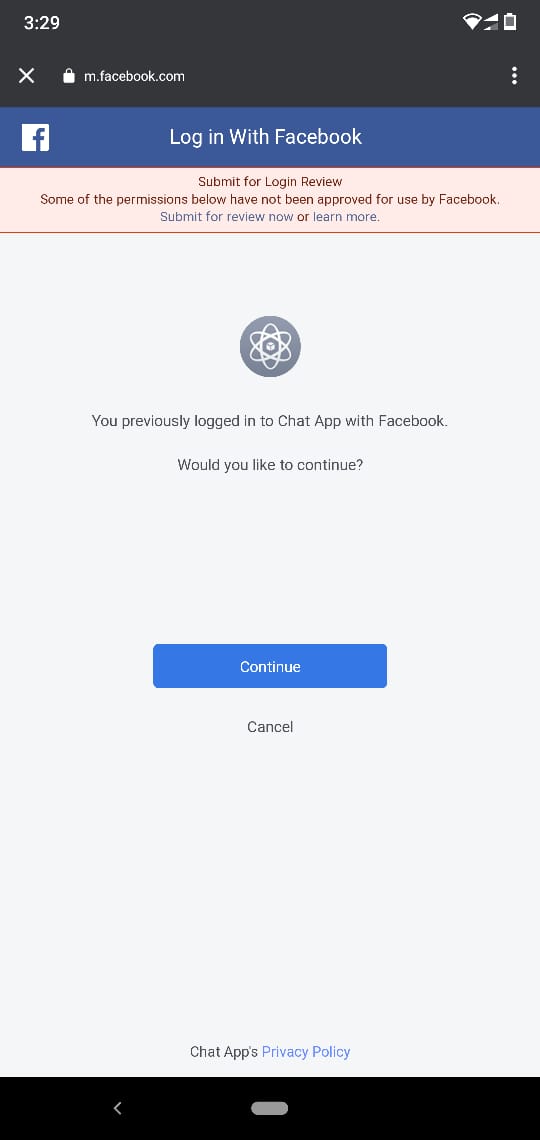 3:29
m.facebook.com
Log in With Facebook
Submit for Login Review
Some of the permissions below have not been approved for use by Facebook.
Submit for review now or learn more.
You previously logged in to Chat App with Facebook.
Would you like to continue?
Continue
Cancel
Chat App's Privacy Policy